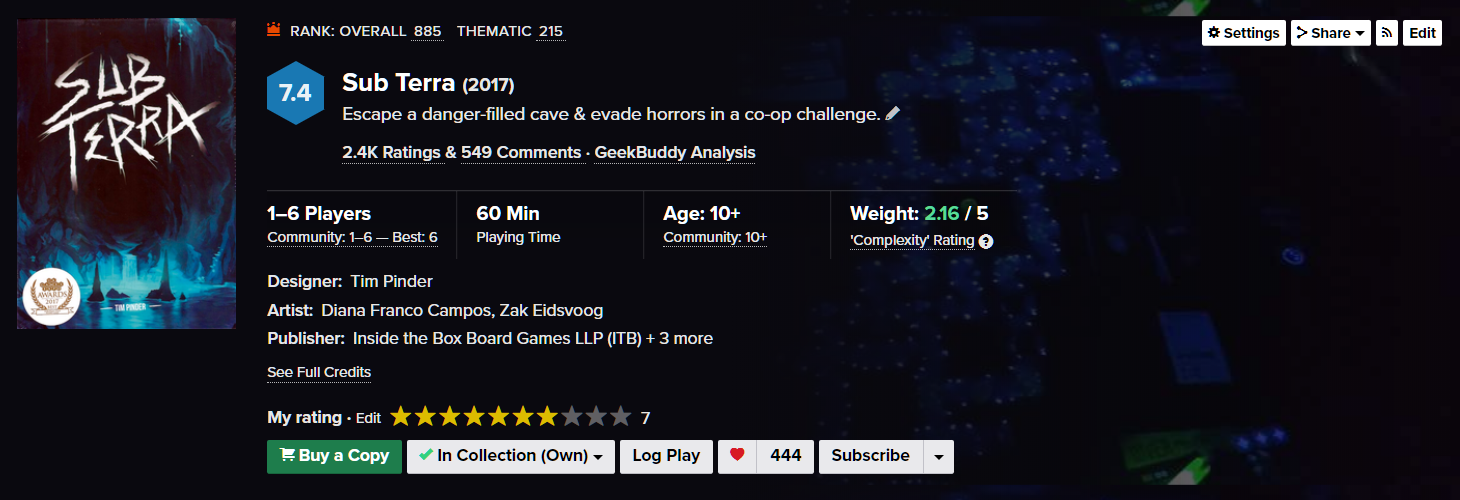 RANK: OVERALL 885 THEMATIC 215
Settings
Share
Edit
SUB
TERRA
AWARDS
2017
TIM PINDER
7.4
Sub Terra (2017)
Escape a danger-filled cave & evade horrors in a co-op challenge.
2.4K Ratings & 549 Comments · GeekBuddy Analysis
1–6 Players
Community: 1–6 — Best: 6
60 Min
Playing Time
Age: 10+
Community: 10+
Weight: 2.16 / 5
'Complexity' Rating ?
Designer: Tim Pinder
Artist: Diana Franco Campos, Zak Eidsvoog
Publisher: Inside the Box Board Games LLP (ITB) + 3 more
See Full Credits
My rating · Edit 7
Buy a Copy
In Collection (Own)
Log Play
444
Subscribe